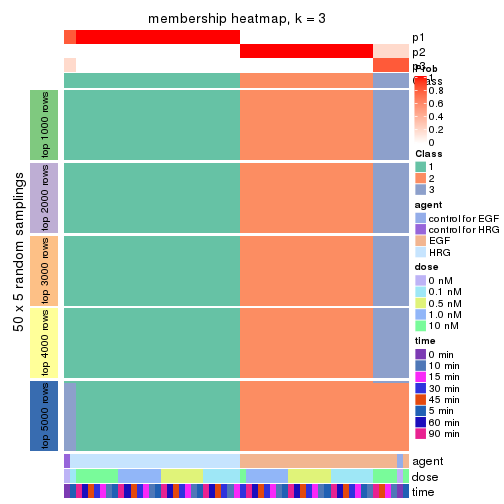 membership heatmap, k = 3
p1
p2
p3
Class
50 x 5 random samplings
top 1000 rows
top 2000 rows
top 3000 rows
top 4000 rows
top 5000 rows
agent
dose
time
Prob
1
0.8
0.6
0.4
0.2
0
Class
1
2
3
agent
control for EGF
control for HRG
EGF
HRG
dose
0 nM
0.1 nM
0.5 nM
1.0 nM
10 nM
time
0 min
10 min
15 min
30 min
45 min
5 min
60 min
90 min